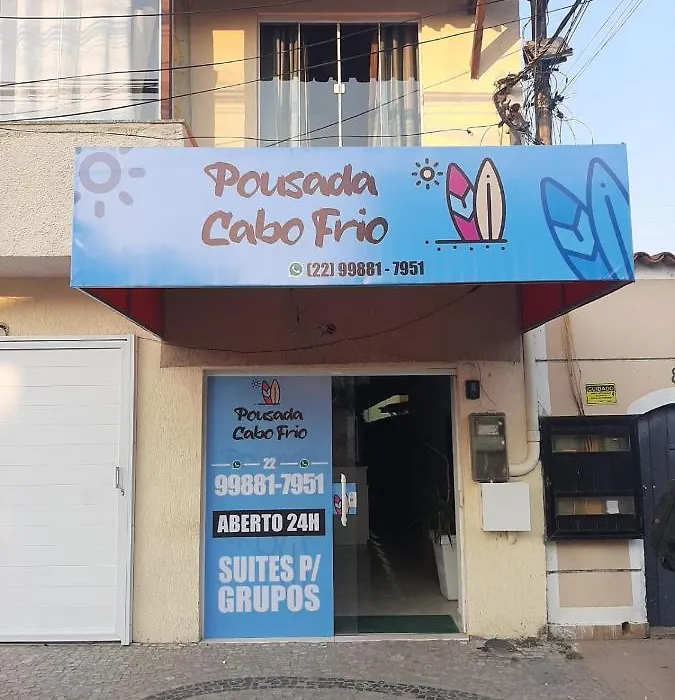 Pousada
Cabo Frio
(22) 99881-7951
Pousada
Cabo Frio
22
99881-7951
ABERTO 24H
SUITES P/
GRUPOS
CUIDADO